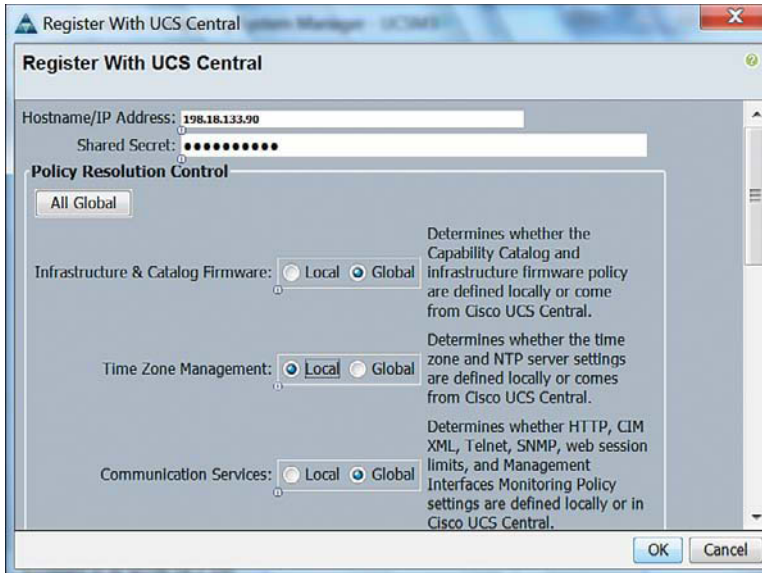 Register With UCS Central System Manager - UCSM3
Register With UCS Central
Hostname/IP Address: 198.18.133.90
Shared Secret: ●●●●●●●●●●
Policy Resolution Control
All Global
Infrastructure & Catalog Firmware: Local Global
Determines whether the
Capability Catalog and
infrastructure firmware policy
are defined locally or come
from Cisco UCS Central.
Time Zone Management: Local Global
Determines whether the time
zone and NTP server settings
are defined locally or comes
from Cisco UCS Central.
Communication Services: Local Global
Determines whether HTTP, CIM
XML, Telnet, SNMP, web session
limits, and Management
Interfaces Monitoring Policy
settings are defined locally or in
Cisco UCS Central.
OK Cancel